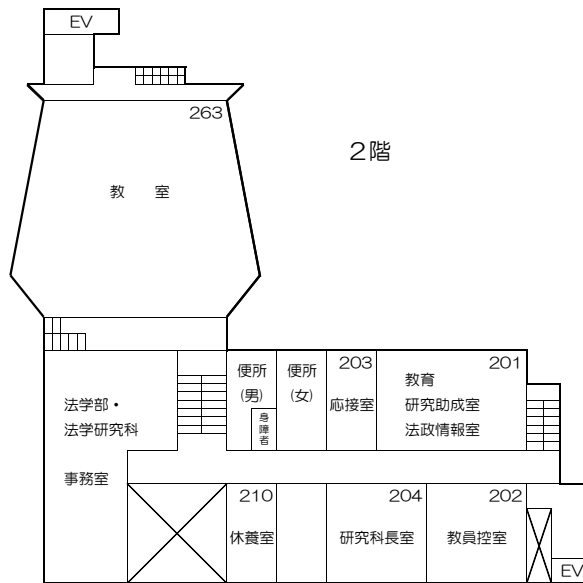 EV
263
2階
教　室
便所
(男)
身障者
便所
(女)
203
応接室
201
教育
研究助成室
法政情報室
法学部・
法学研究科
事務室
210
休養室
204
研究科長室
202
教員控室
EV